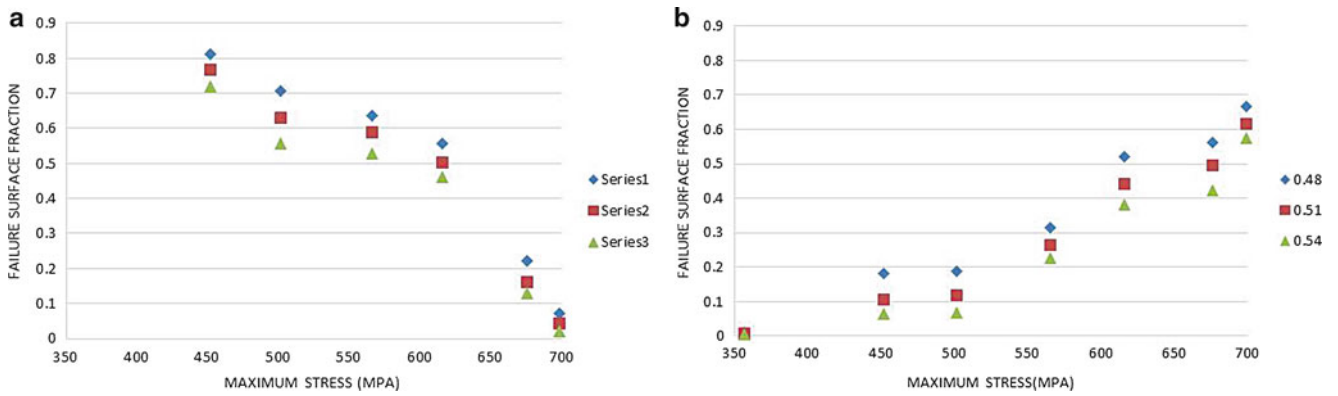 a
FAILURE SURFACE FRACTION
0.9
0.8
0.7
0.6
0.5
0.4
0.3
0.2
0.1
0
350 400 450 500 550 600 650 700
MAXIMUM STRESS (MPA)
Series1
Series2
Series3
b
FAILURE SURFACE FRACTION
0.9
0.8
0.7
0.6
0.5
0.4
0.3
0.2
0.1
0
350 400 450 500 550 600 650 700
MAXIMUM STRESS(MPA)
0.48
0.51
0.54